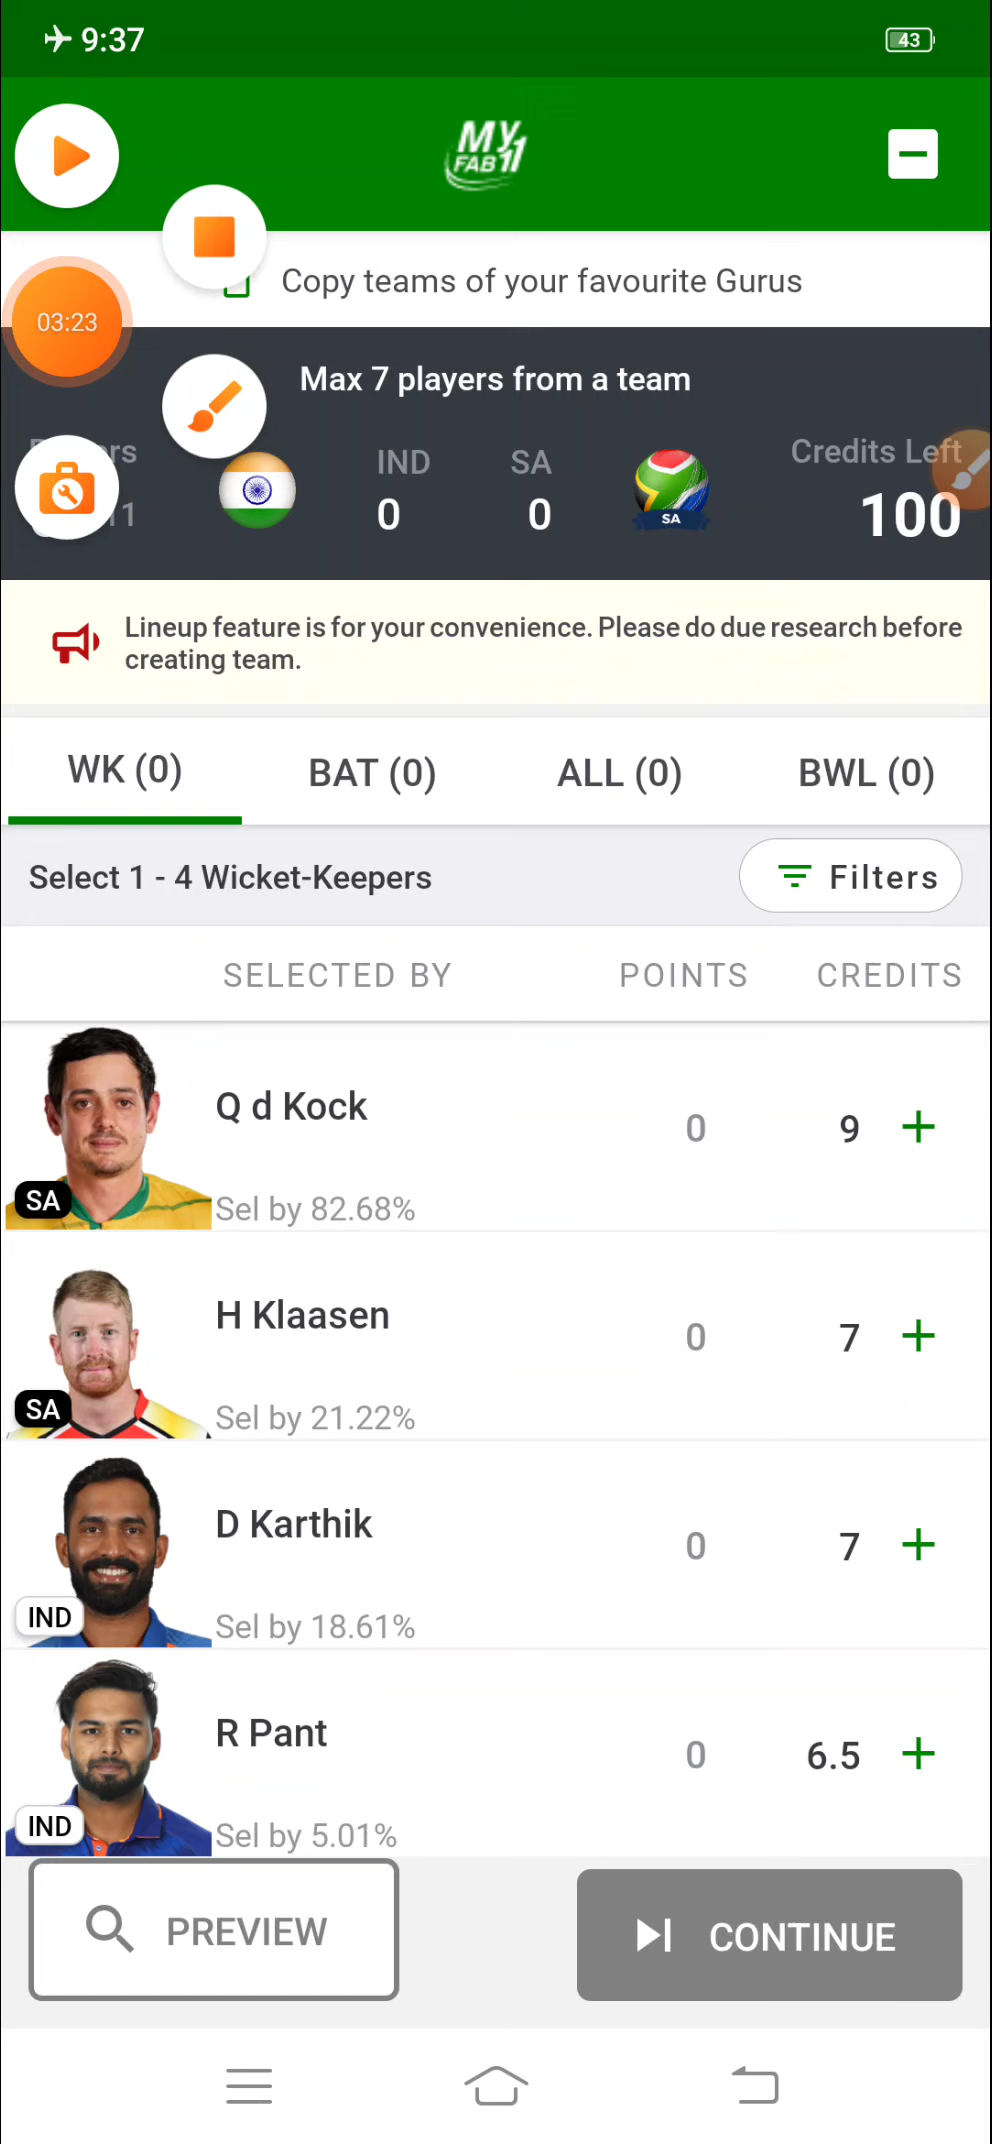 9:37
43
MY
FAB11
Copy teams of your favourite Gurus
03:23
Max 7 players from a team
IND
SA
Credits Left
0
0
SA
100
Lineup feature is for your convenience. Please do due research before
creating team.
WK (0)
BAT (0)
ALL (0)
BWL (0)
Select 1 - 4 Wicket-Keepers
Filters
SELECTED BY
POINTS
CREDITS
Q d Kock
0
9
SA
Sel by 82.68%
H Klaasen
0
7
SA
Sel by 21.22%
D Karthik
0
7
IND
Sel by 18.61%
R Pant
0
6.5
IND
Sel by 5.01%
PREVIEW
CONTINUE